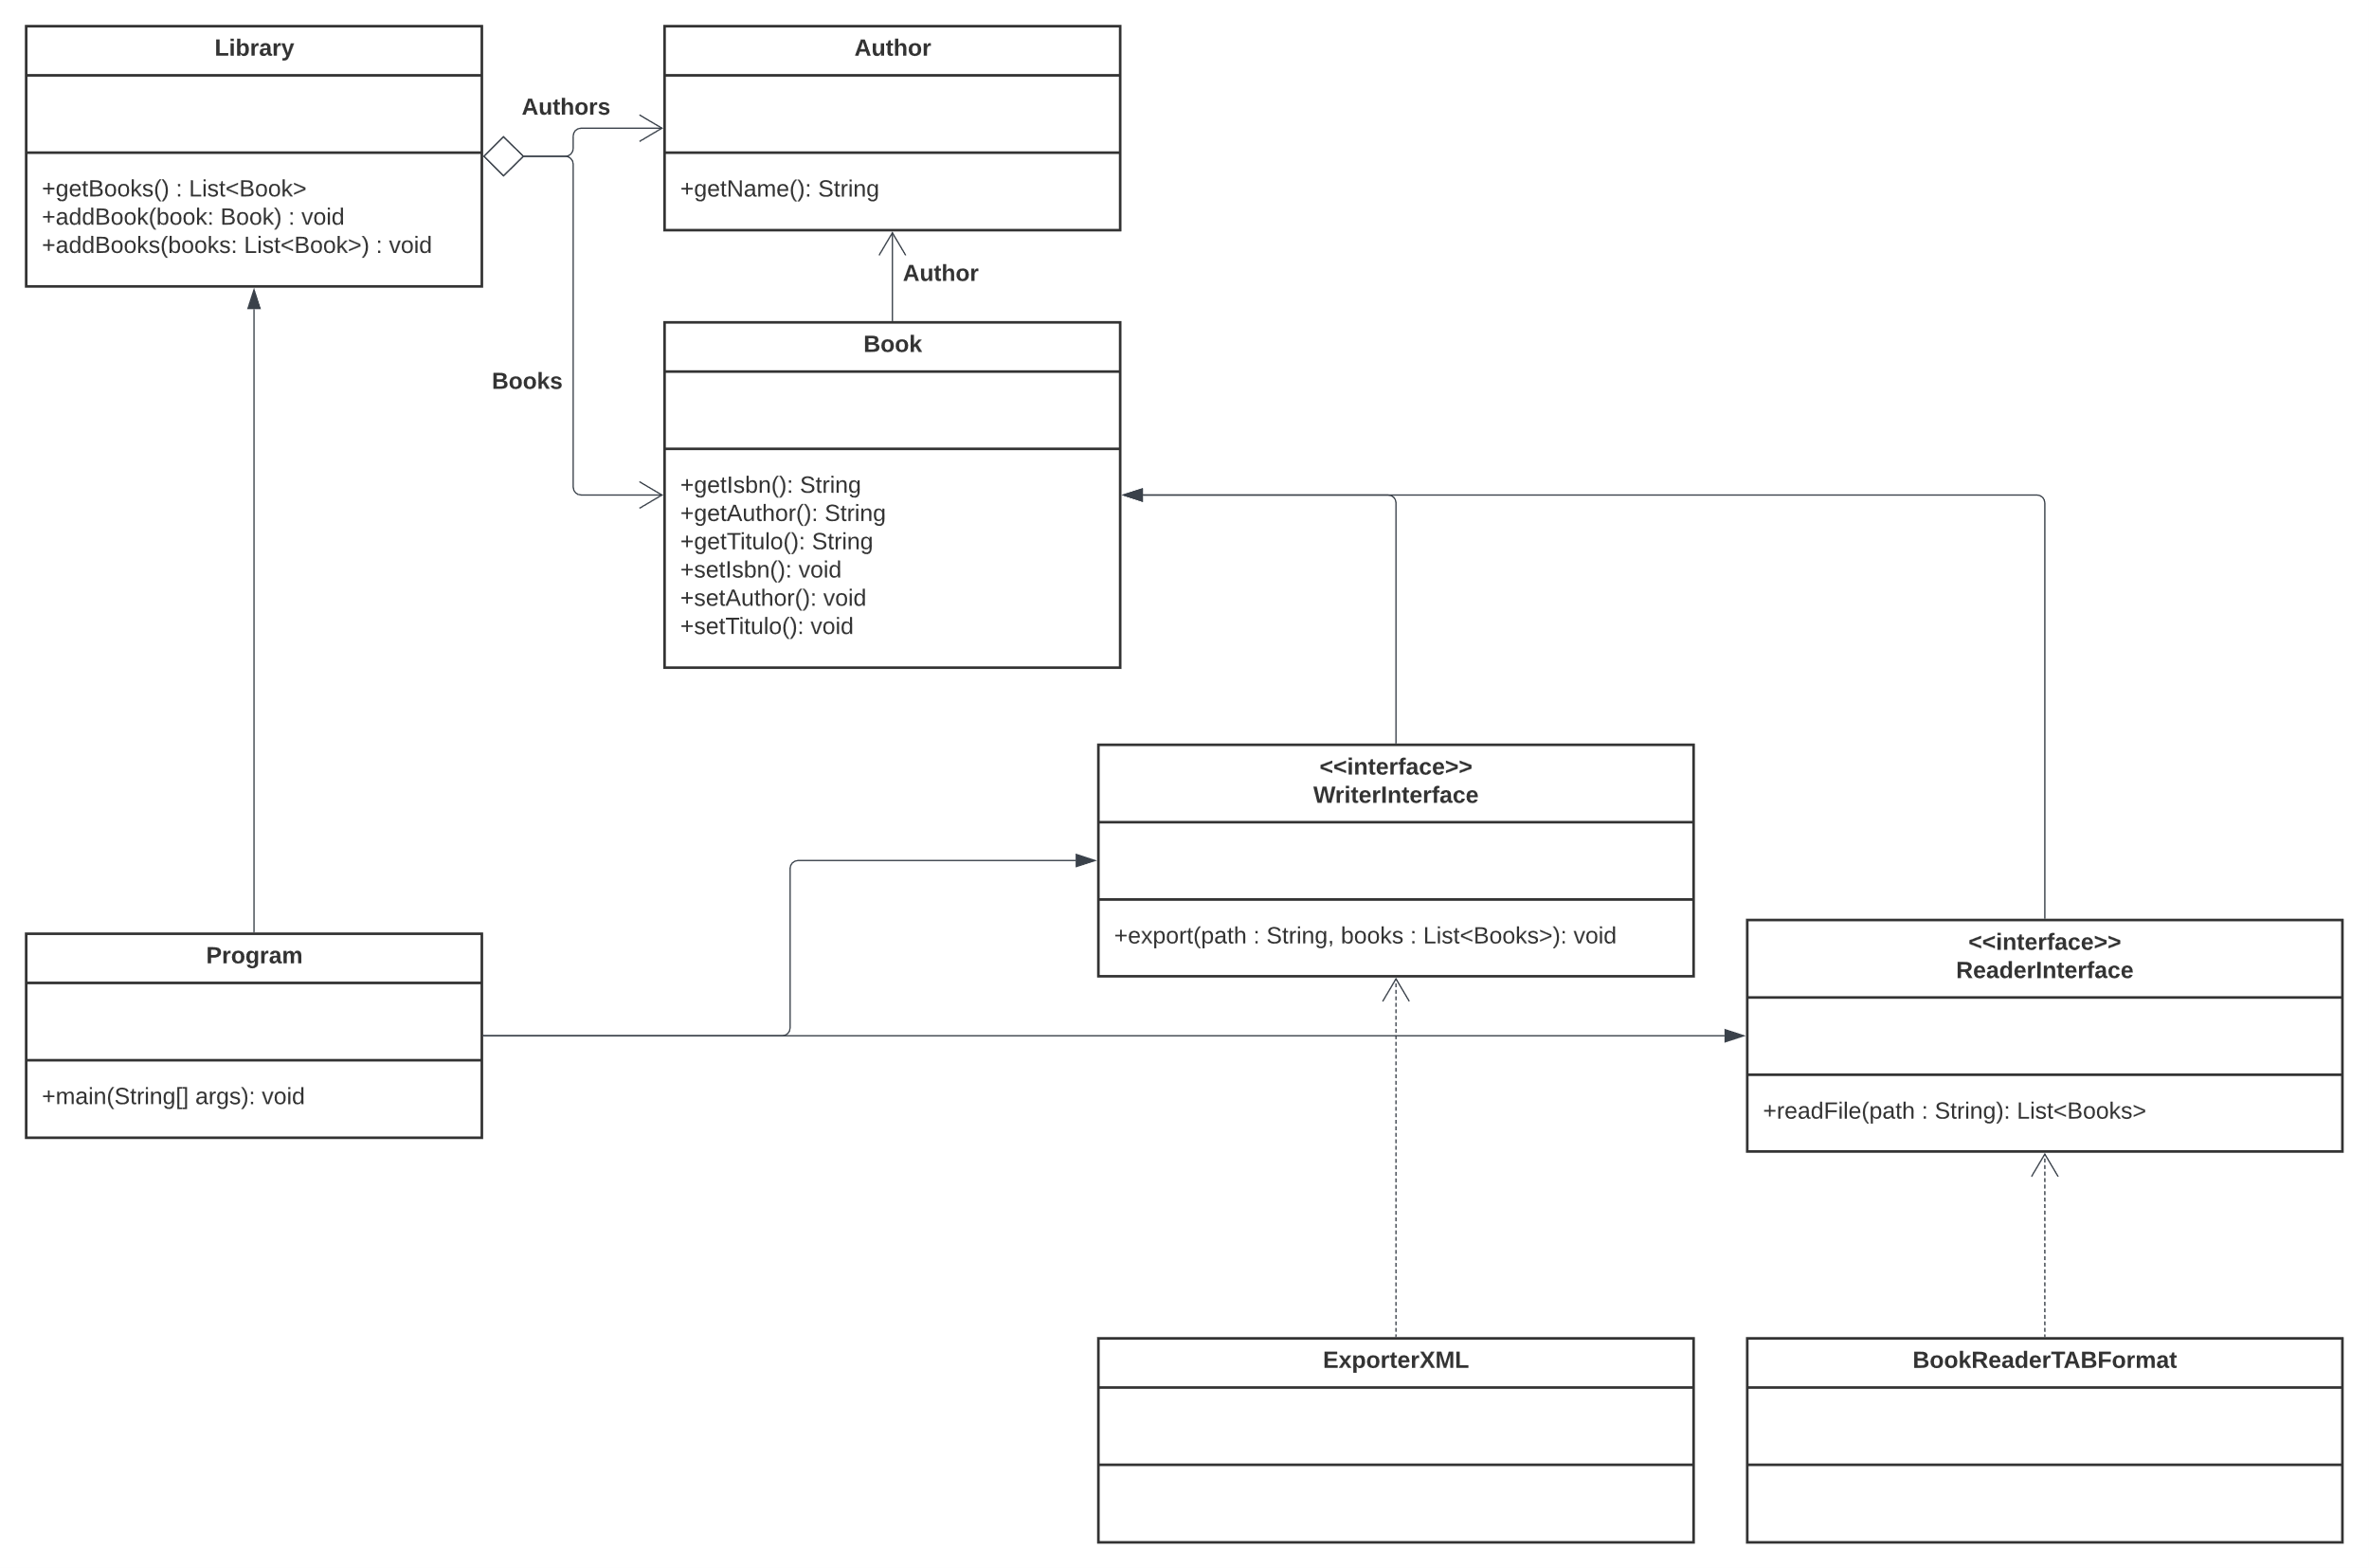 Library
+getBooks() : List<Book>
+addBook(book: Book) : void
+addBooks(books: List<Book>) : void
Authors
Books
Author
+getName(): String
Author
Book
+getIsbn(): String
+getAuthor(): String
+getTitulo(): String
+setIsbn(): void
+setAuthor(): void
+setTitulo(): void
<<interface>>
WriterInterface
+export(path : String, books : List<Books>): void
<<interface>>
ReaderInterface
+readFile(path : String): List<Books>
Program
+main(String[] args): void
ExporterXML
BookReaderTABFormat